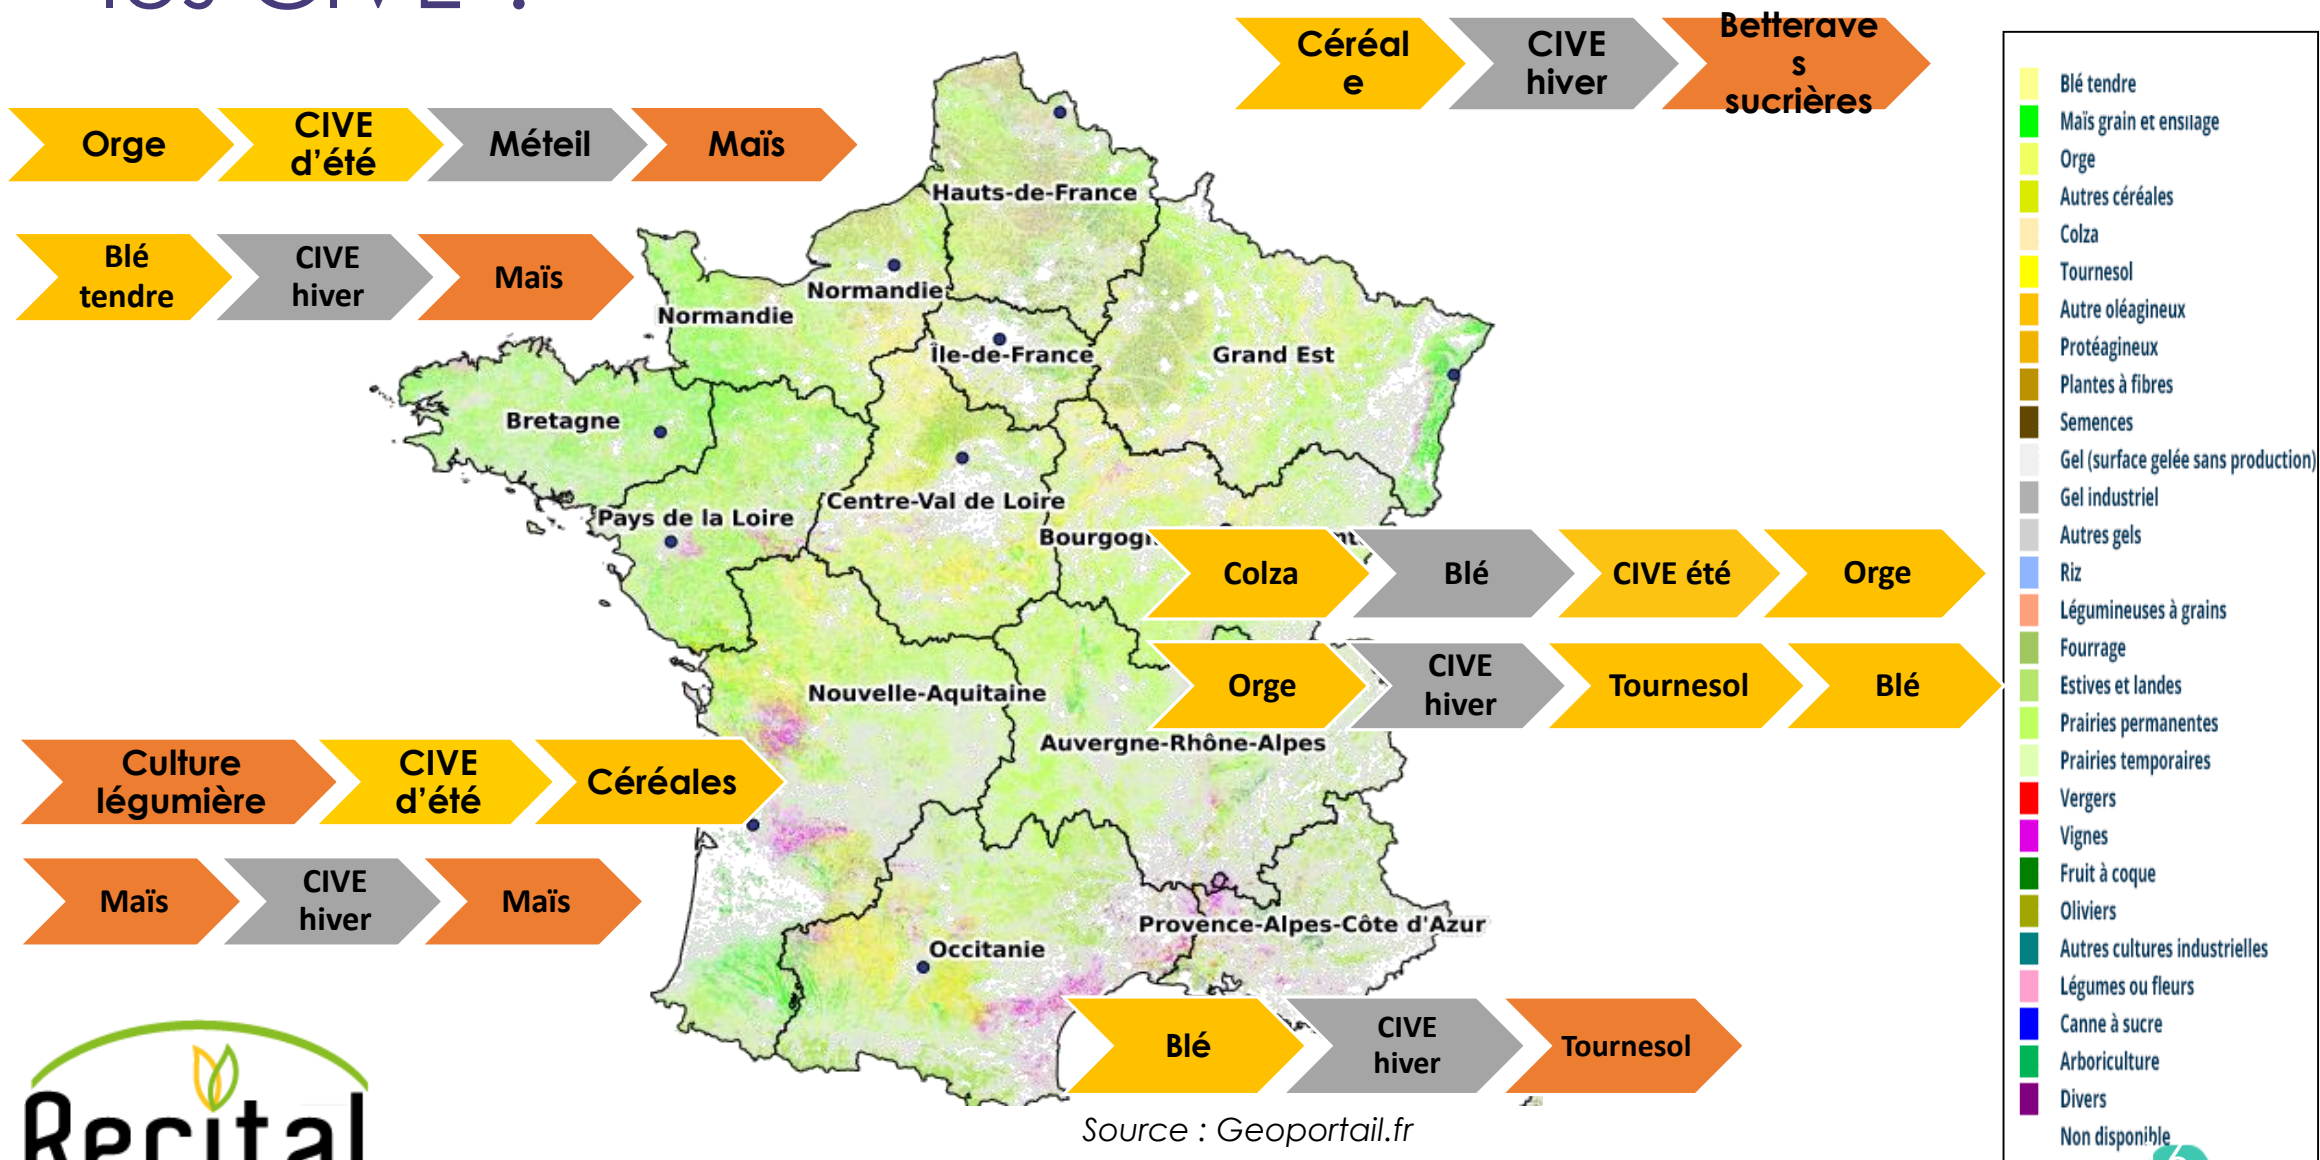 les CIVE ?
Céréal
e
CIVE
hiver
Betterave
s
sucrières
Orge
CIVE
d'été
Méteil
Maïs
Blé
tendre
CIVE
hiver
Maïs
Hauts-de-France
Normandie
Normandie
Île-de-France
Grand Est
Bretagne
Pays de la Loire
Centre-Val de Loire
Colza
Blé
CIVE été
Orge
Orge
CIVE
hiver
Tournesol
Blé
Nouvelle-Aquitaine
Auvergne-Rhône-Alpes
Culture
légumière
CIVE
d'été
Céréales
Maïs
CIVE
hiver
Maïs
Provence-Alpes-Côte d'Azur
Occitanie
Blé
CIVE
hiver
Tournesol
Source : Geoportail.fr
Recital
Blé tendre
Maïs grain et ensilage
Orge
Autres céréales
Colza
Tournesol
Autre oléagineux
Protéagineux
Plantes à fibres
Semences
Gel (surface gelée sans production)
Gel industriel
Autres gels
Riz
Légumineuses à grains
Fourrage
Estives et landes
Prairies permanentes
Prairies temporaires
Vergers
Vignes
Fruit à coque
Oliviers
Autres cultures industrielles
Légumes ou fleurs
Canne à sucre
Arboriculture
Divers
Non disponible